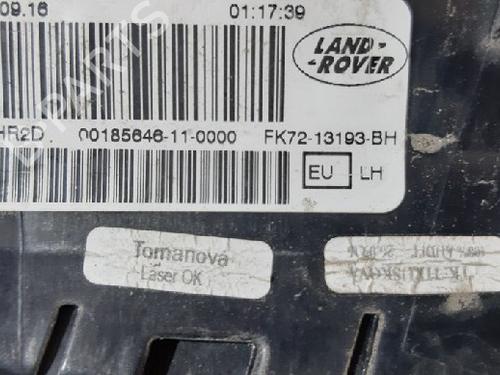 09.16 01:17:39
LAND-
-ROVER
HR2D 00185646-11-0000 FK72-13193-BH
EU LH
Tomanova
Laser OK
PARTS